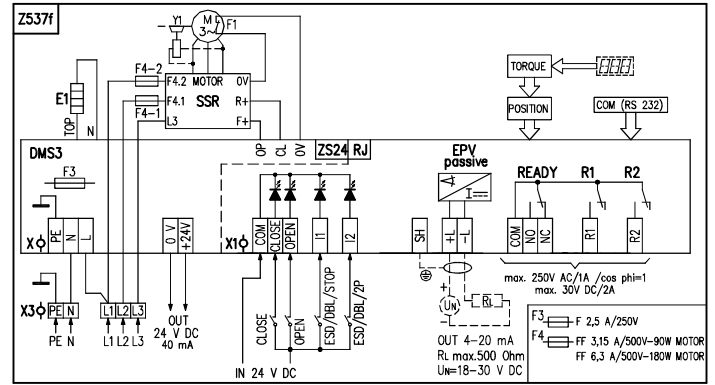 Z537f
Y1
M
3~
F1
F4-2
F4.2 MOTOR 0V
F4.1 SSR R+
F4-1
L3 F+
E1
TOP
N
TORQUE
POSITION
COM (RS 232)
OP
CL
0V
DMS3
ZS24 RJ
F3
EPV
passive
I
READY R1 R2
X
PE
N
L
0 V
+24V
X1
COM
CLOSE
OPEN
I1
I2
SH
+L
-L
COM
NO
NC
R1
R2
X3
PE N
L1 L2 L3
PE N
L1 L2 L3
OUT
24 V DC
40 mA
CLOSE
OPEN
ESD/DBL/STOP
ESD/DBL/2P
IN 24 V DC
+
UN
-
RL
OUT 4-20 mA
RL max.500 Ohm
UN=18-30 V DC
max. 250V AC/1A /cos phi=1
max. 30V DC/2A
F3 F 2,5 A/250V
F4 FF 3,15 A/500V-90W MOTOR
FF 6,3 A/500V-180W MOTOR